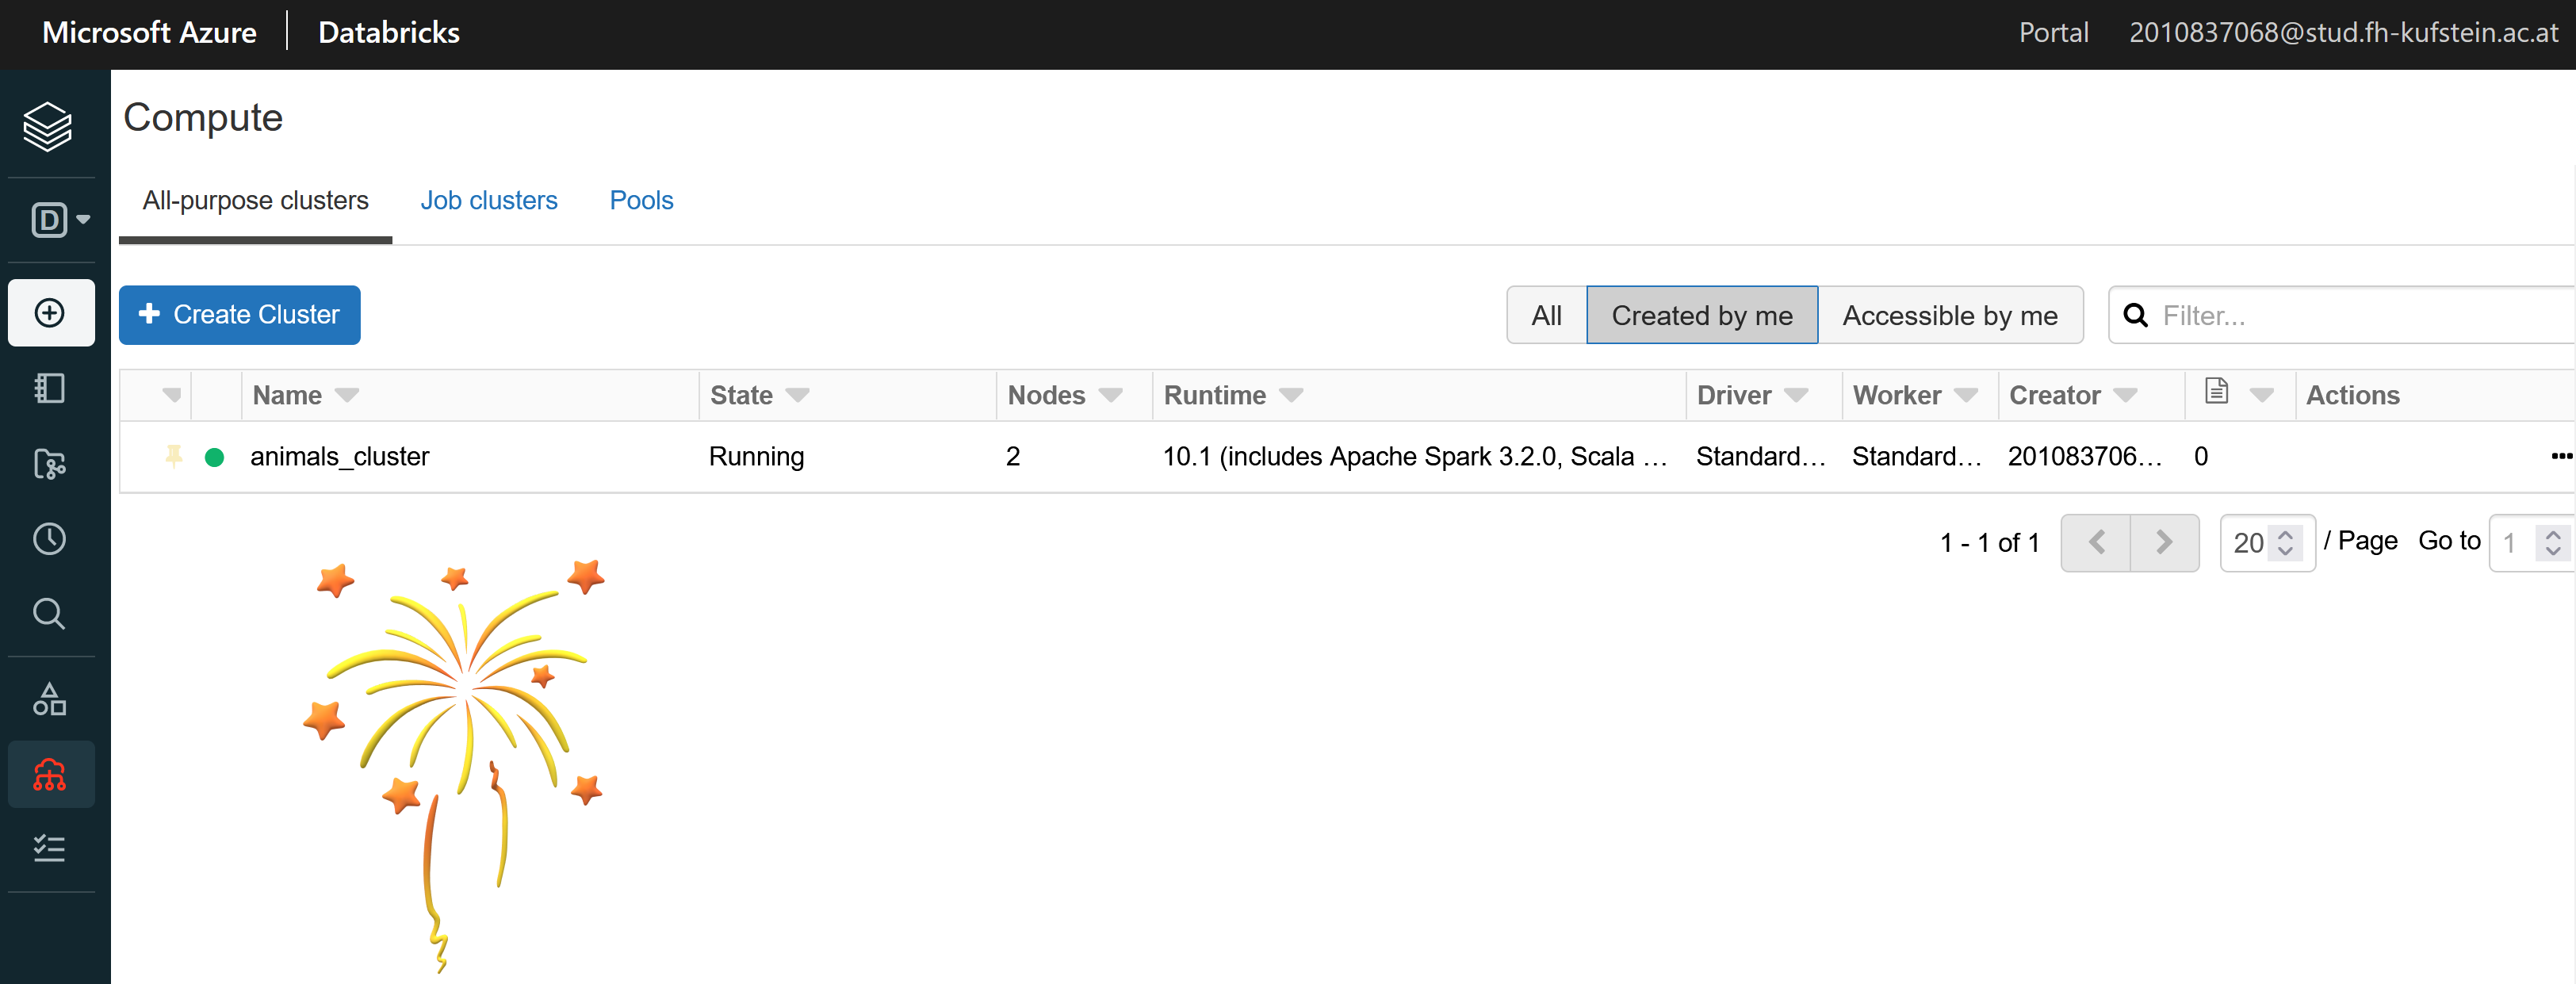 Microsoft Azure Databricks Portal 2010837068@stud.fh-kufstein.ac.at
Compute
D
All-purpose clusters Job clusters Pools
+ Create Cluster All Created by me Accessible by me Filter...
Name State Nodes Runtime Driver Worker Creator Actions
animals_cluster Running 2 10.1 (includes Apache Spark 3.2.0, Scala ... Standard... Standard...201083706... 0 ...
1 - 1 of 1 20 / Page Go to 1